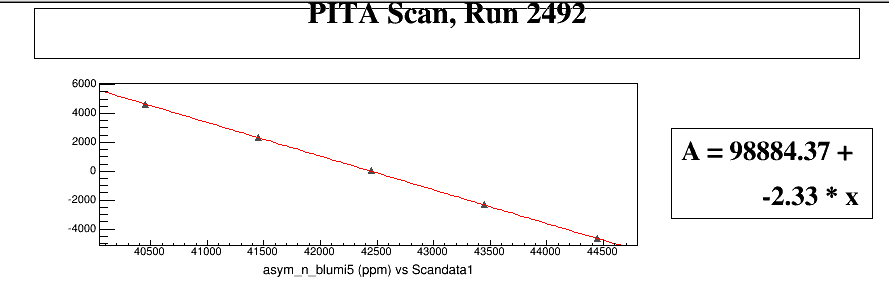 PITA Scan, Run 2492
6000
4000
2000
0
-2000
-4000
40500 41000 41500 42000 42500 43000 43500 44000 44500
asym_n_blumi5 (ppm) vs Scandata1
A = 98884.37 +
-2.33 * x